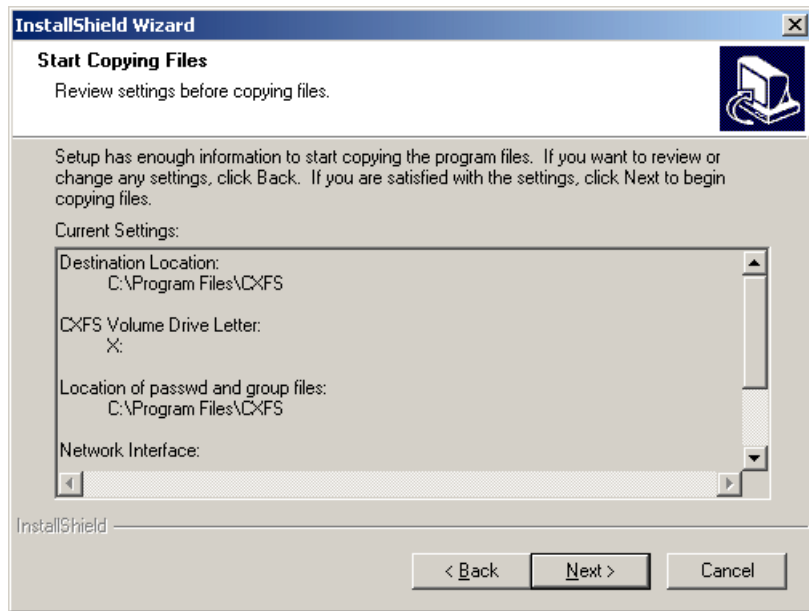 InstallShield Wizard
Start Copying Files
Review settings before copying files.
Setup has enough information to start copying the program files.  If you want to review or
change any settings, click Back.  If you are satisfied with the settings, click Next to begin
copying files.
Current Settings:
Destination Location:
C:\Program Files\CXFS
CXFS Volume Drive Letter:
X:
Location of passwd and group files:
C:\Program Files\CXFS
Network Interface:
InstallShield
< Back
Next >
Cancel